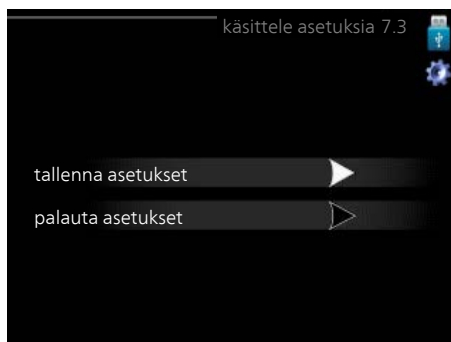 käsittele asetuksia 7.3
tallenna asetukset
palauta asetukset